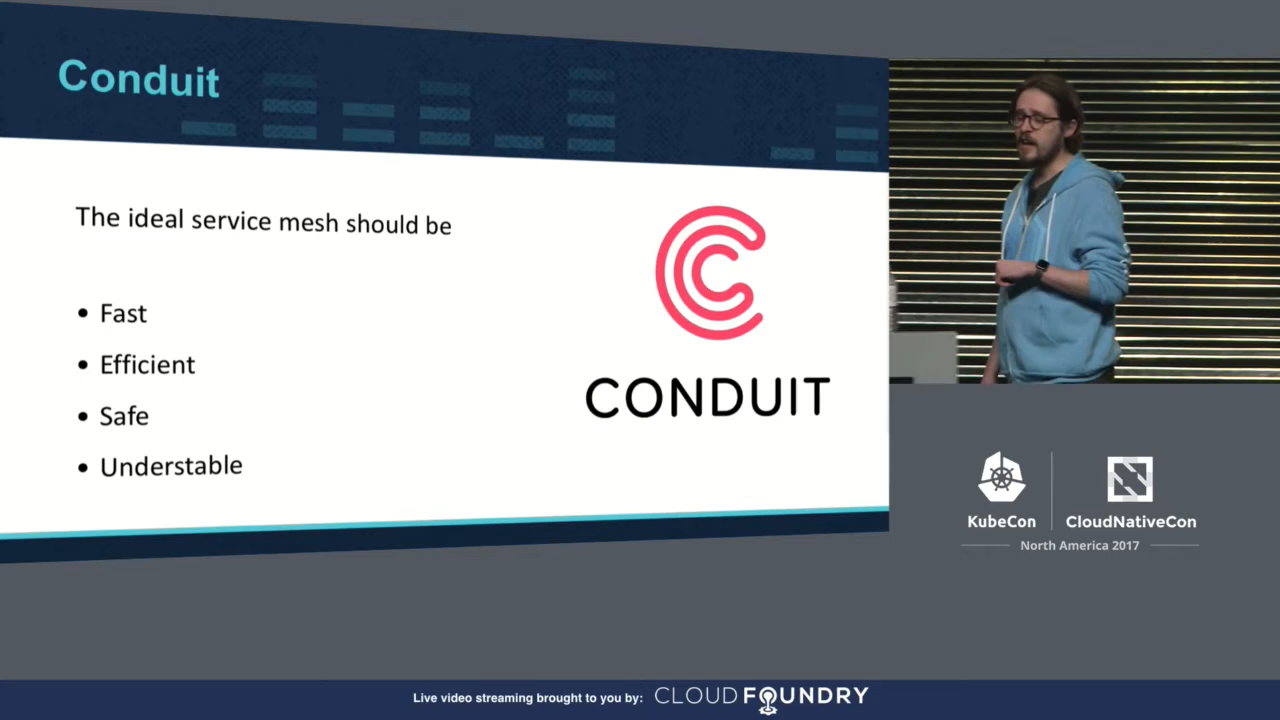 Conduit
The ideal service mesh should be
• Fast
• Efficient
• Safe
• Understable
CONDUIT
KubeCon
CloudNativeCon
North America 2017
Live video streaming brought to you by: CLOUD FOUNDRY